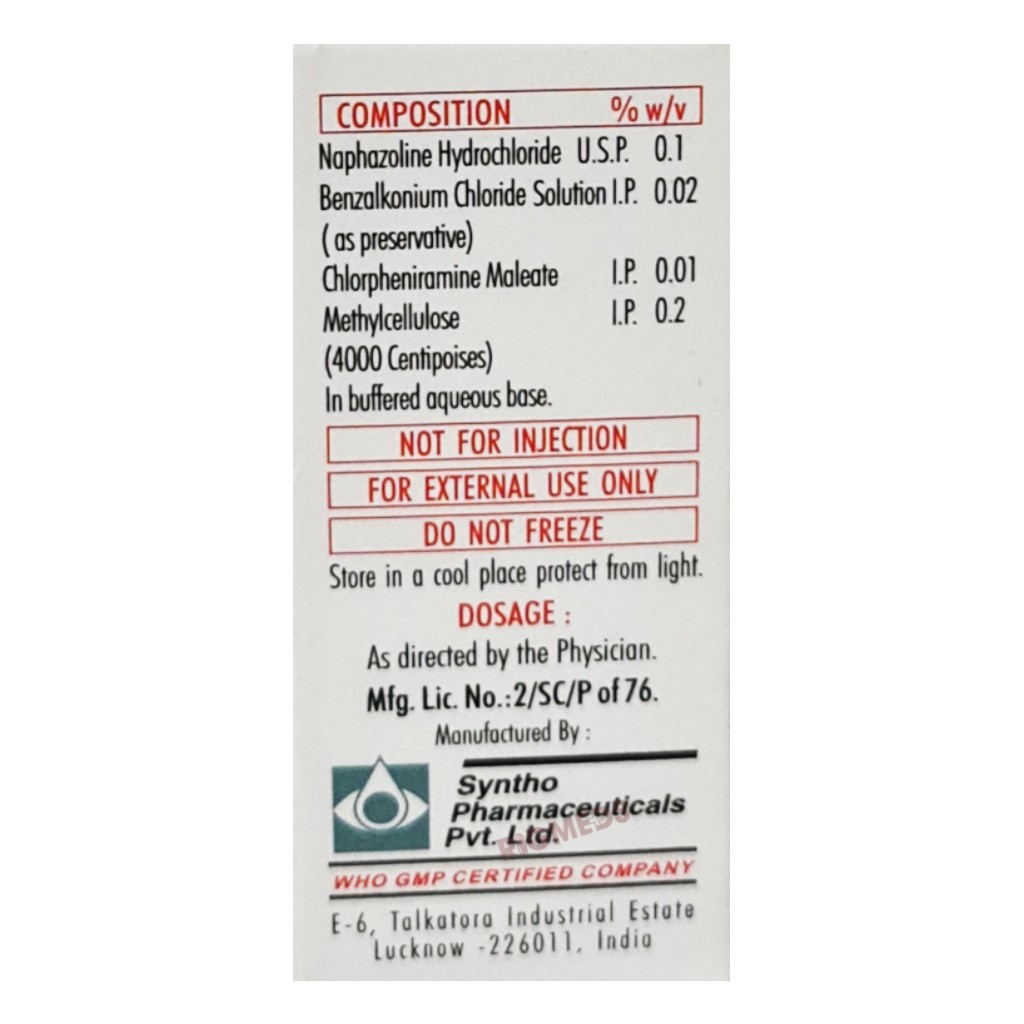 COMPOSITION % w/v
Naphazoline Hydrochloride U.S.P. 0.1
Benzalkonium Chloride Solution I.P. 0.02
( as preservative)
Chlorpheniramine Maleate I.P. 0.01
Methylcellulose I.P. 0.2
(4000 Centipoises)
In buffered aqueous base.
NOT FOR INJECTION
FOR EXTERNAL USE ONLY
DO NOT FREEZE
Store in a cool place protect from light.
DOSAGE :
As directed by the Physician.
Mfg. Lic. No.:2/SC/P of 76.
Manufactured By :
Syntho
Pharmaceuticals
Pvt. Ltd.
WHO GMP CERTIFIED COMPANY
E-6, Talkatora Industrial Estate
Lucknow -226011, India